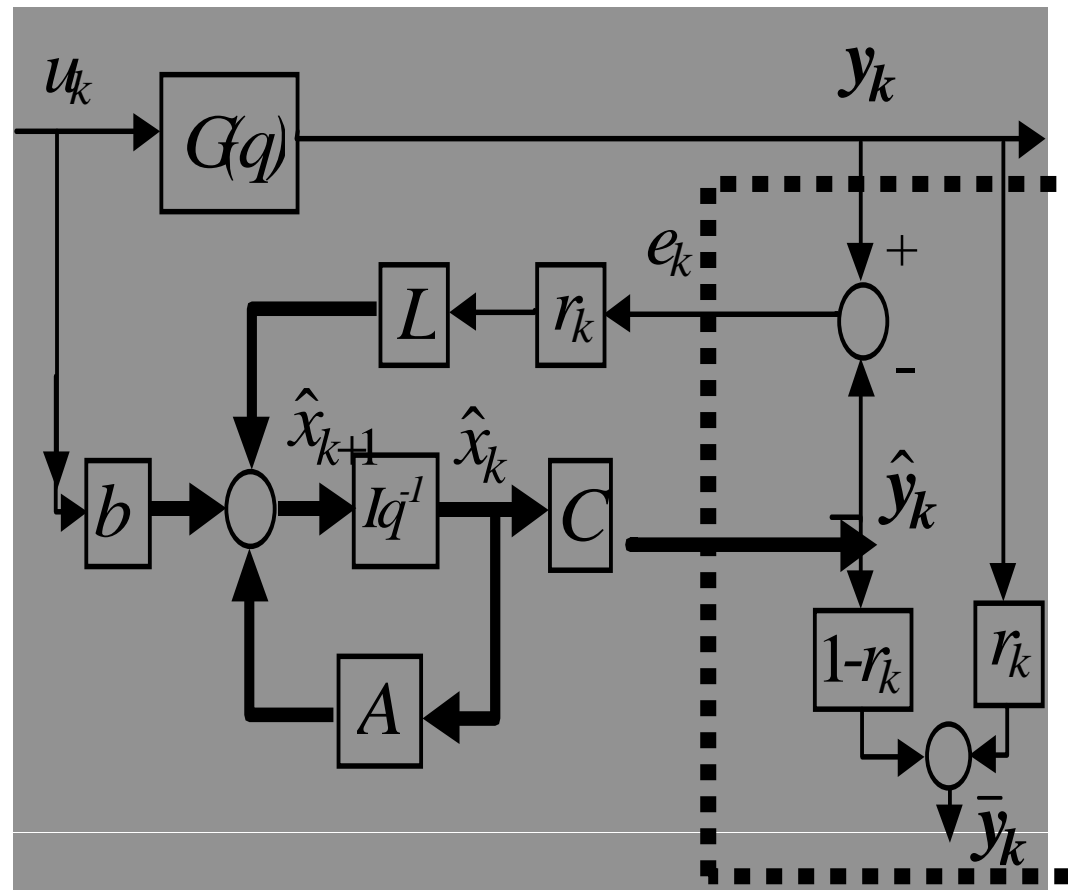 u_k
y_k
G(q)
e_k
+
L
r_k
-
x̂_{k+1}
x̂_k
ŷ_k
b
Iq^{-1}
C
1-r_k
r_k
A
ȳ_k